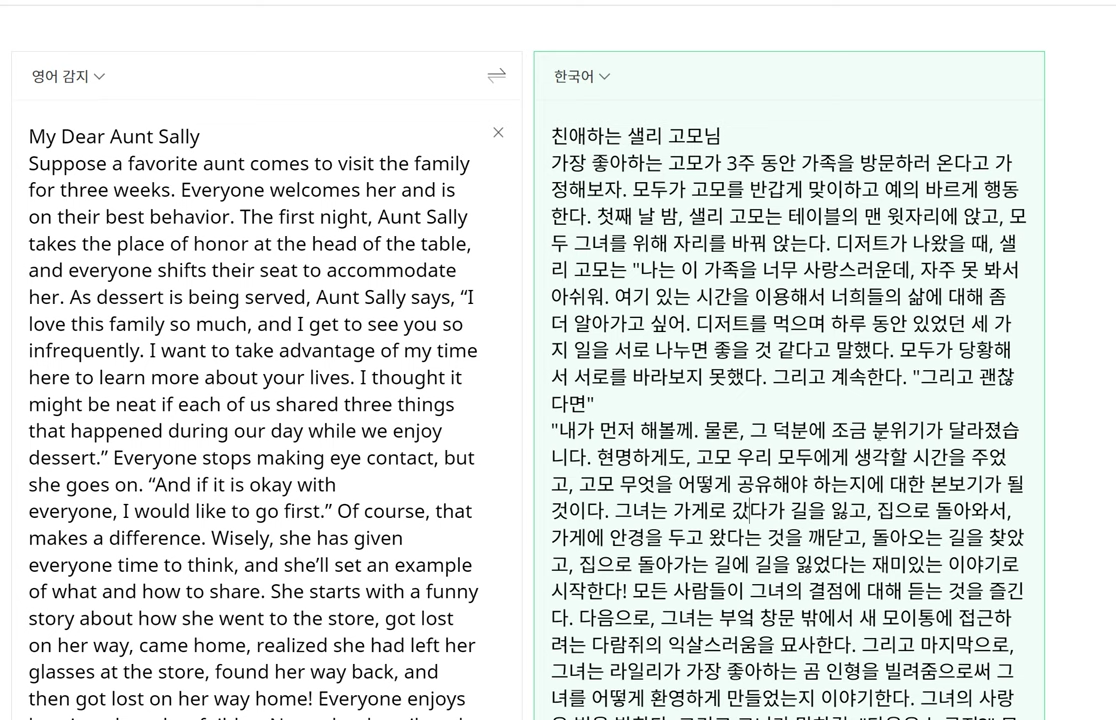 영어 감지
My Dear Aunt Sally
Suppose a favorite aunt comes to visit the family
for three weeks. Everyone welcomes her and is
on their best behavior. The first night, Aunt Sally
takes the place of honor at the head of the table,
and everyone shifts their seat to accommodate
her. As dessert is being served, Aunt Sally says, “I
love this family so much, and I get to see you so
infrequently. I want to take advantage of my time
here to learn more about your lives. I thought it
might be neat if each of us shared three things
that happened during our day while we enjoy
dessert.” Everyone stops making eye contact, but
she goes on. “And if it is okay with
everyone, I would like to go first.” Of course, that
makes a difference. Wisely, she has given
everyone time to think, and she’ll set an example
of what and how to share. She starts with a funny
story about how she went to the store, got lost
on her way, came home, realized she had left her
glasses at the store, found her way back, and
then got lost on her way home! Everyone enjoys
한국어
친애하는 샐리 고모님
가장 좋아하는 고모가 3주 동안 가족을 방문하러 온다고 가
정해보자. 모두가 고모를 반갑게 맞이하고 예의 바르게 행동
한다. 첫째 날 밤, 샐리 고모는 테이블의 맨 윗자리에 앉고, 모
두 그녀를 위해 자리를 바꿔 앉는다. 디저트가 나왔을 때, 샐
리 고모는 "나는 이 가족을 너무 사랑스러운데, 자주 못 봐서
아쉬워. 여기 있는 시간을 이용해서 너희들의 삶에 대해 좀
더 알아가고 싶어. 디저트를 먹으며 하루 동안 있었던 세 가
지 일을 서로 나누면 좋을 것 같다고 말했다. 모두가 당황해
서 서로를 바라보지 못했다. 그리고 계속한다. "그리고 괜찮
다면"
"내가 먼저 해볼께. 물론, 그 덕분에 조금 분위기가 달라졌습
니다. 현명하게도, 고모 우리 모두에게 생각할 시간을 주었
고, 고모 무엇을 어떻게 공유해야 하는지에 대한 본보기가 될
것이다. 그녀는 가게로 갔다가 길을 잃고, 집으로 돌아와서,
가게에 안경을 두고 왔다는 것을 깨닫고, 돌아오는 길을 찾았
고, 집으로 돌아가는 길에 길을 잃었다는 재미있는 이야기로
시작한다! 모든 사람들이 그녀의 결점에 대해 듣는 것을 즐긴
다. 다음으로, 그녀는 부엌 창문 밖에서 새 모이통에 접근하
려는 다람쥐의 익살스러움을 묘사한다. 그리고 마지막으로,
그녀는 라일리가 가장 좋아하는 곰 인형을 빌려줌으로써 그
녀를 어떻게 환영하게 만들었는지 이야기한다. 그녀의 사랑